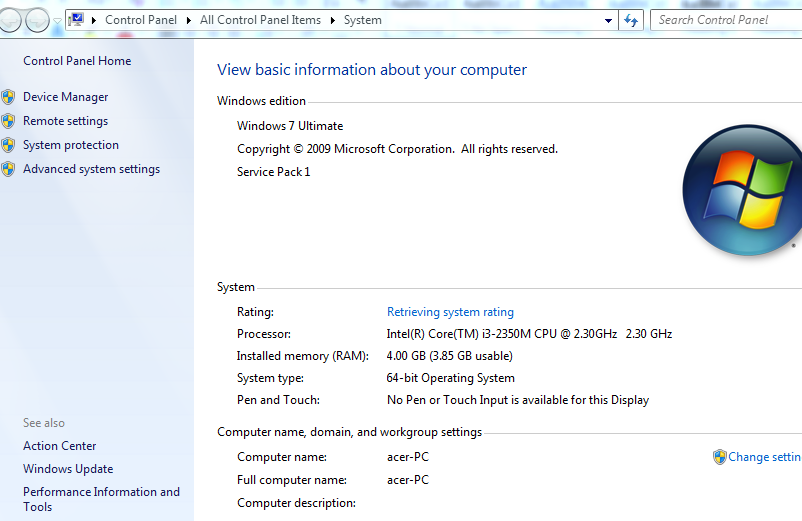 Control Panel ▸ All Control Panel Items ▸ System
Search Control Panel
Control Panel Home
Device Manager
Remote settings
System protection
Advanced system settings
See also
Action Center
Windows Update
Performance Information and
Tools
View basic information about your computer
Windows edition
Windows 7 Ultimate
Copyright © 2009 Microsoft Corporation. All rights reserved.
Service Pack 1
System
Rating: Retrieving system rating
Processor: Intel(R) Core(TM) i3-2350M CPU @ 2.30GHz 2.30 GHz
Installed memory (RAM): 4.00 GB (3.85 GB usable)
System type: 64-bit Operating System
Pen and Touch: No Pen or Touch Input is available for this Display
Computer name, domain, and workgroup settings
Computer name: acer-PC
Change settin
Full computer name: acer-PC
Computer description: